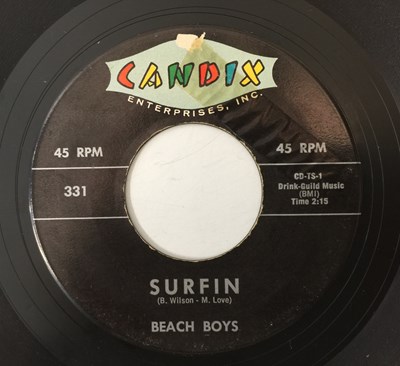 CANDIX
ENTERPRISES, INC.
45 RPM
45 RPM
331
CD-TS-1
Drink-Guild Music
(BMI)
Time 2:15
SURFIN
(B. Wilson - M. Love)
BEACH BOYS